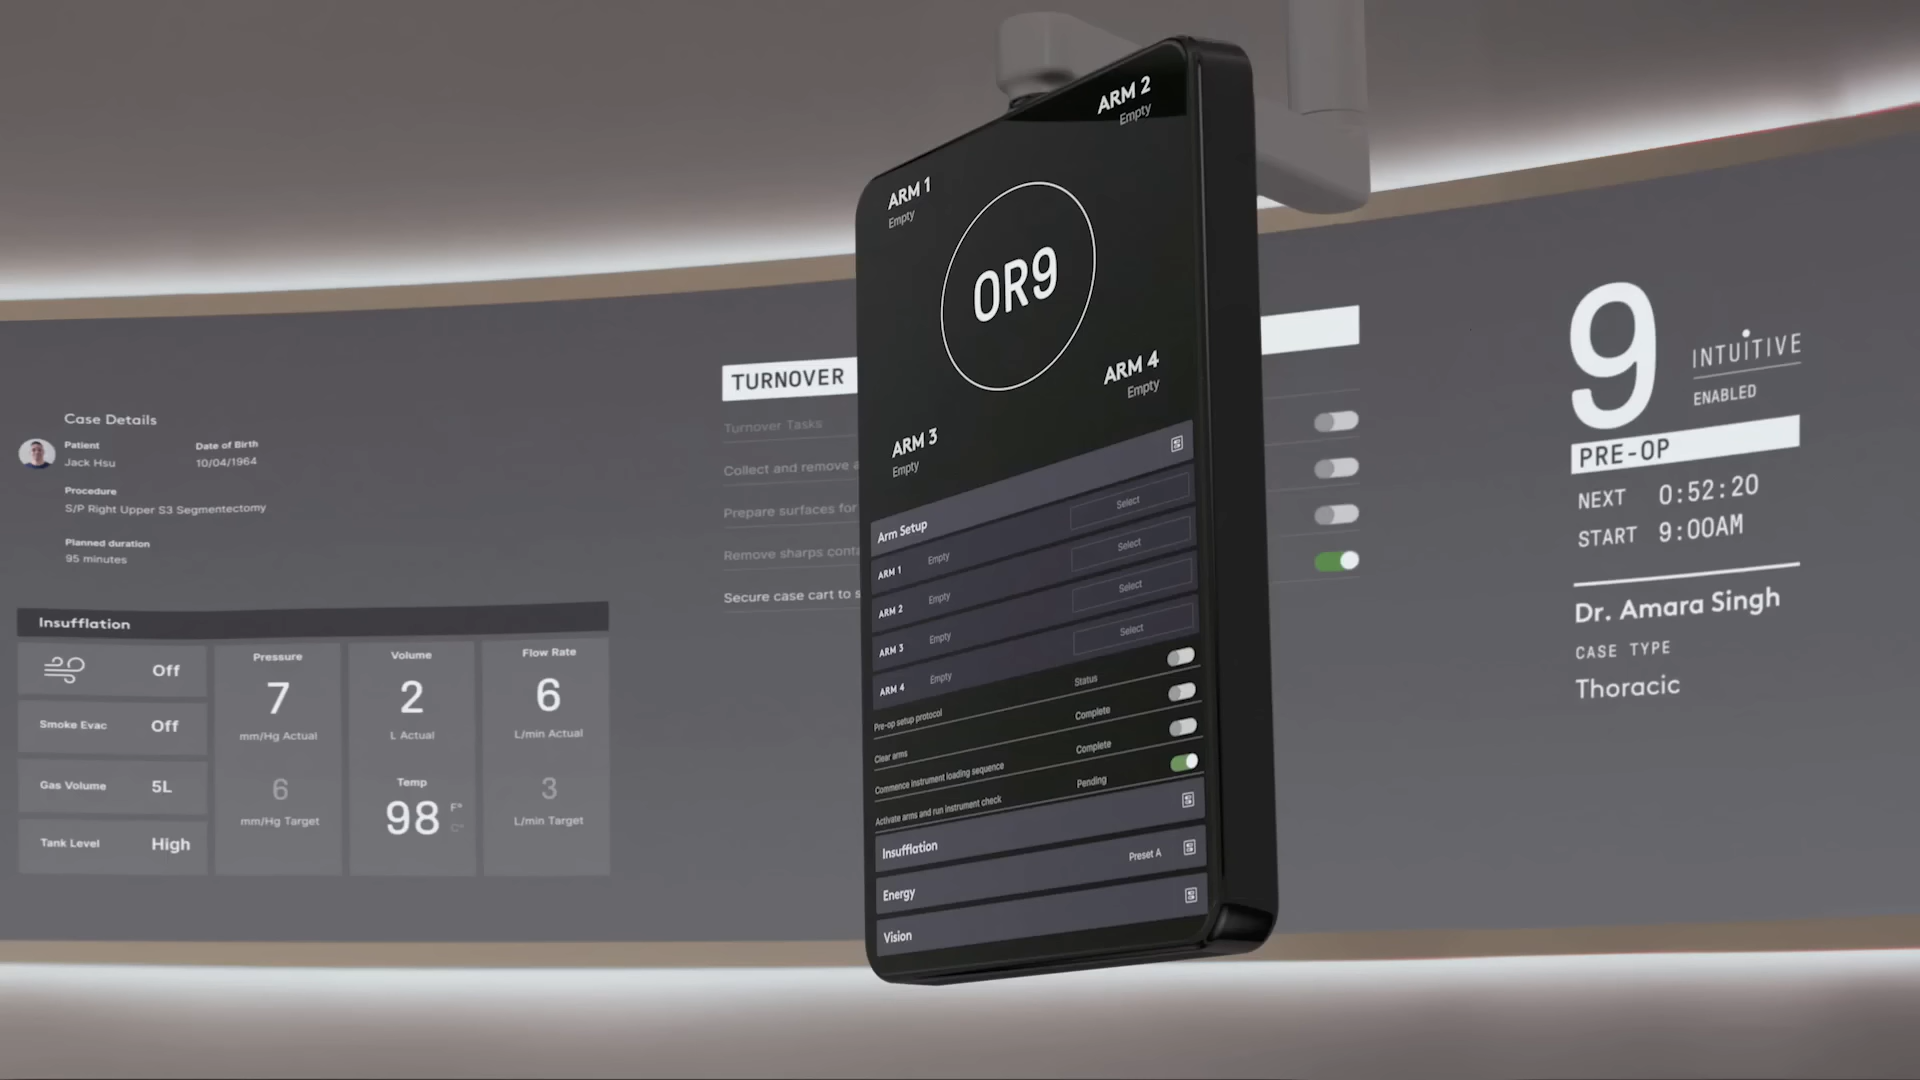 Case Details
Patient
Jack Hsu
Date of Birth
10/04/1964
Procedure
S/P Right Upper S3 Segmentectomy
Planned duration
95 minutes
Insufflation
Off
Smoke Evac
Off
Gas Volume
5L
Tank Level
High
Pressure
7
mm/Hg Actual
6
mm/Hg Target
Volume
2
L Actual
Temp
98
F°
C°
Flow Rate
6
L/min Actual
3
L/min Target
TURNOVER
Turnover Tasks
Collect and remove
Prepare surfaces for
Remove sharps
Secure case cart to
ARM 1
Empty
ARM 2
Empty
OR9
ARM 3
Empty
ARM 4
Empty
Arm Setup
ARM 1 Empty Select
ARM 2 Empty Select
ARM 3 Empty Select
ARM 4 Empty Select
Pre-op setup protocol Status
Clear arms Complete
Commence instrument loading sequence Complete
Activate arms and run instrument check Pending
Insufflation
Energy Preset A
Vision
9
INTUITIVE
ENABLED
PRE-OP
NEXT 0:52:20
START 9:00AM
Dr. Amara Singh
CASE TYPE
Thoracic